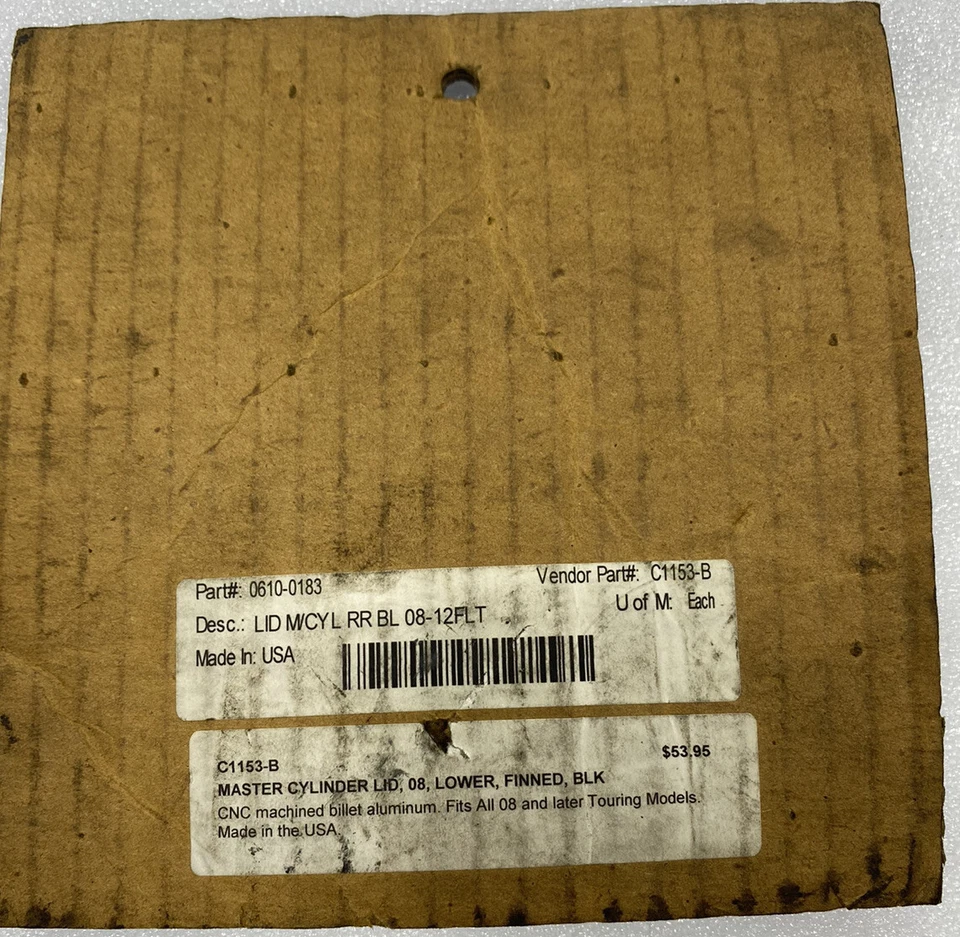 Part#: 0610-0183
Vendor Part#: C1153-B
U of M: Each
Desc.: LID M/CYL RR BL 08-12FLT
Made In: USA
C1153-B
$53.95
MASTER CYLINDER LID, 08, LOWER, FINNED, BLK
CNC machined billet aluminum. Fits All 08 and later Touring Models.
Made in the USA.